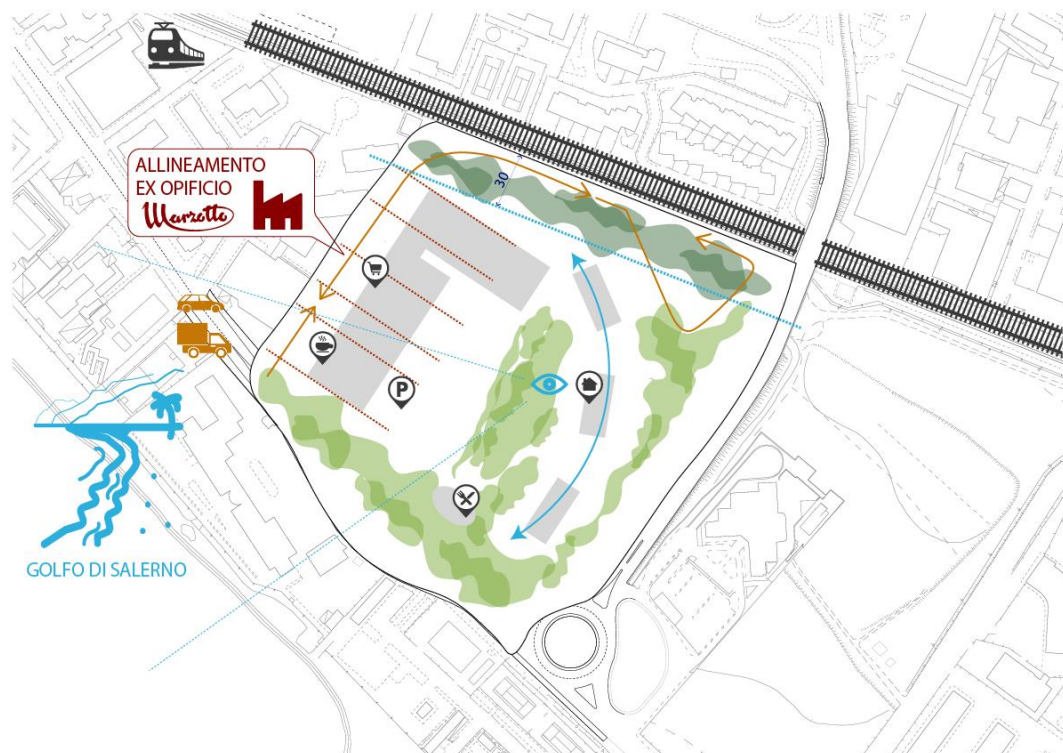 ALLINEAMENTO
EX OPIFICIO
Marzotto
30
P
GOLFO DI SALERNO